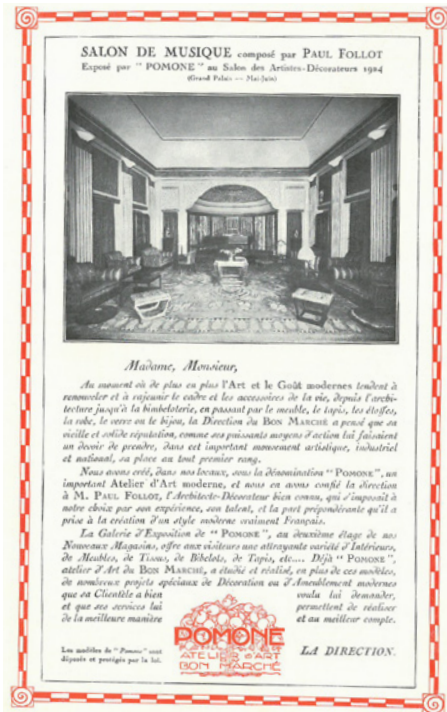 SALON DE MUSIQUE composé par PAUL FOLLOT
Exposé par "POMONE" au Salon des Artistes-Décorateurs 1924
(Grand Palais — Mai-Juin)
Madame, Monsieur,
Au moment où de plus en plus l'Art et le Goût modernes tendent à
renouveler et à rajeunir le cadre et les accessoires de la vie, depuis l'archi-
tecture jusqu'à la bimbeloterie, en passant par le meuble, le tapis, les étoffes,
la robe, le verre ou le bijou, la Direction du BON MARCHÉ a pensé que sa
vieille et solide réputation, comme ses puissants moyens d'action lui faisaient
un devoir de prendre, dans cet important mouvement artistique, industriel
et national, sa place au tout premier rang.
Nous avons créé, dans nos locaux, sous la dénomination "POMONE", un
important Atelier d'Art moderne, et nous en avons confié la direction
à M. PAUL FOLLOT, l'Architecte-Décorateur bien connu, qui s'imposait à
notre choix par son expérience, son talent, et la part prépondérante qu'il a
prise à la création d'un style moderne vraiment Français.
La Galerie d'Exposition de "POMONE", au deuxième étage de nos
Nouveaux Magasins, offre aux visiteurs une attrayante variété d'Intérieurs,
de Meubles, de Tissus, de Bibelots, de Tapis, etc.... Déjà "POMONE",
atelier d'Art du BON MARCHÉ, a étudié et réalisé, en plus de ces modèles,
de nombreux projets spéciaux de Décoration ou d'Ameublement modernes
que sa Clientèle a bien voulu lui demander,
et que ses services lui permettent de réaliser
de la meilleure manière et au meilleur compte.
POMONE
ATELIER D'ART
BON MARCHÉ
Les modèles de "Pomone" sont
déposés et protégés par la loi.
LA DIRECTION.